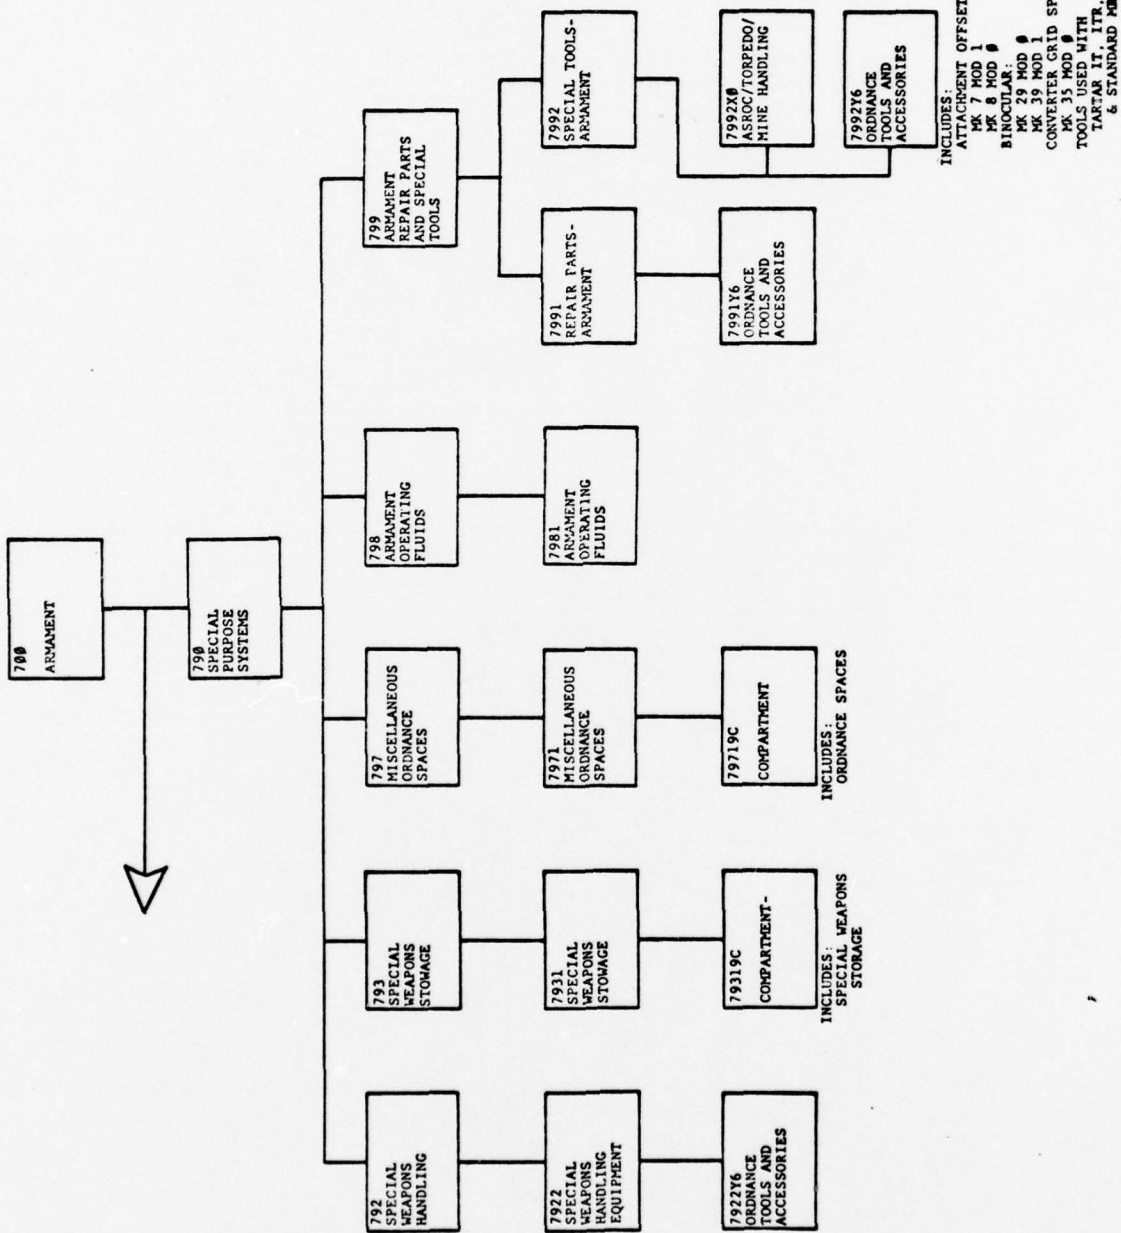 700
ARMAMENT
790
SPECIAL
PURPOSE
SYSTEMS
792
SPECIAL
WEAPONS
HANDLING
793
SPECIAL
WEAPONS
STOWAGE
797
MISCELLANEOUS
ORDNANCE
SPACES
798
ARMAMENT
OPERATING
FLUIDS
799
ARMAMENT
REPAIR PARTS
AND SPECIAL
TOOLS
7922
SPECIAL
WEAPONS
HANDLING
EQUIPMENT
7931
SPECIAL
WEAPONS
STOWAGE
7971
MISCELLANEOUS
ORDNANCE
SPACES
7981
ARMAMENT
OPERATING
FLUIDS
7991
REPAIR PARTS-
ARMAMENT
7992
SPECIAL TOOLS-
ARMAMENT
7922Y6
ORDNANCE
TOOLS AND
ACCESSORIES
79319C
COMPARTMENT-
INCLUDES:
SPECIAL WEAPONS
STORAGE
79719C
COMPARTMENT
INCLUDES:
ORDNANCE SPACES
7991Y6
ORDNANCE
TOOLS AND
ACCESSORIES
7992X0
ASROC/TORPEDO/
MINE HANDLING
7992Y6
ORDNANCE
TOOLS AND
ACCESSORIES
INCLUDES:
ATTACHMENT OFFSET
MK 7 MOD 1
MK 8 MOD 0
BINOCULAR:
MK 29 MOD 0
MK 39 MOD 1
CONVERTER GRID
MK 35 MOD 0
TOOLS USED WITH
TARTAR IT, ITR,
& STANDARD